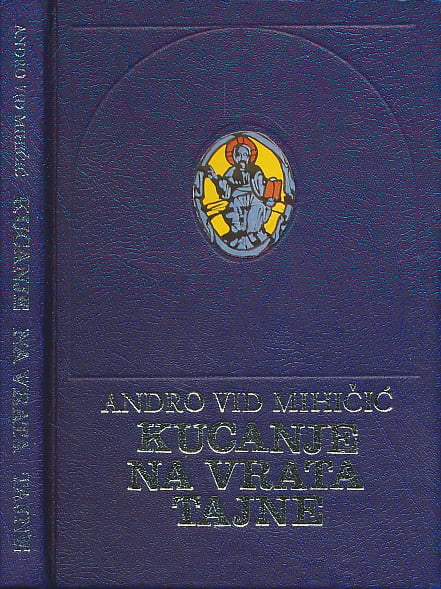 ANDRO VID MIHIČIĆ
KUCANJE
NA VRATA
TAJNE
ANDRO VID MIHIČIĆ KUCANJE NA VRATA TAJNE